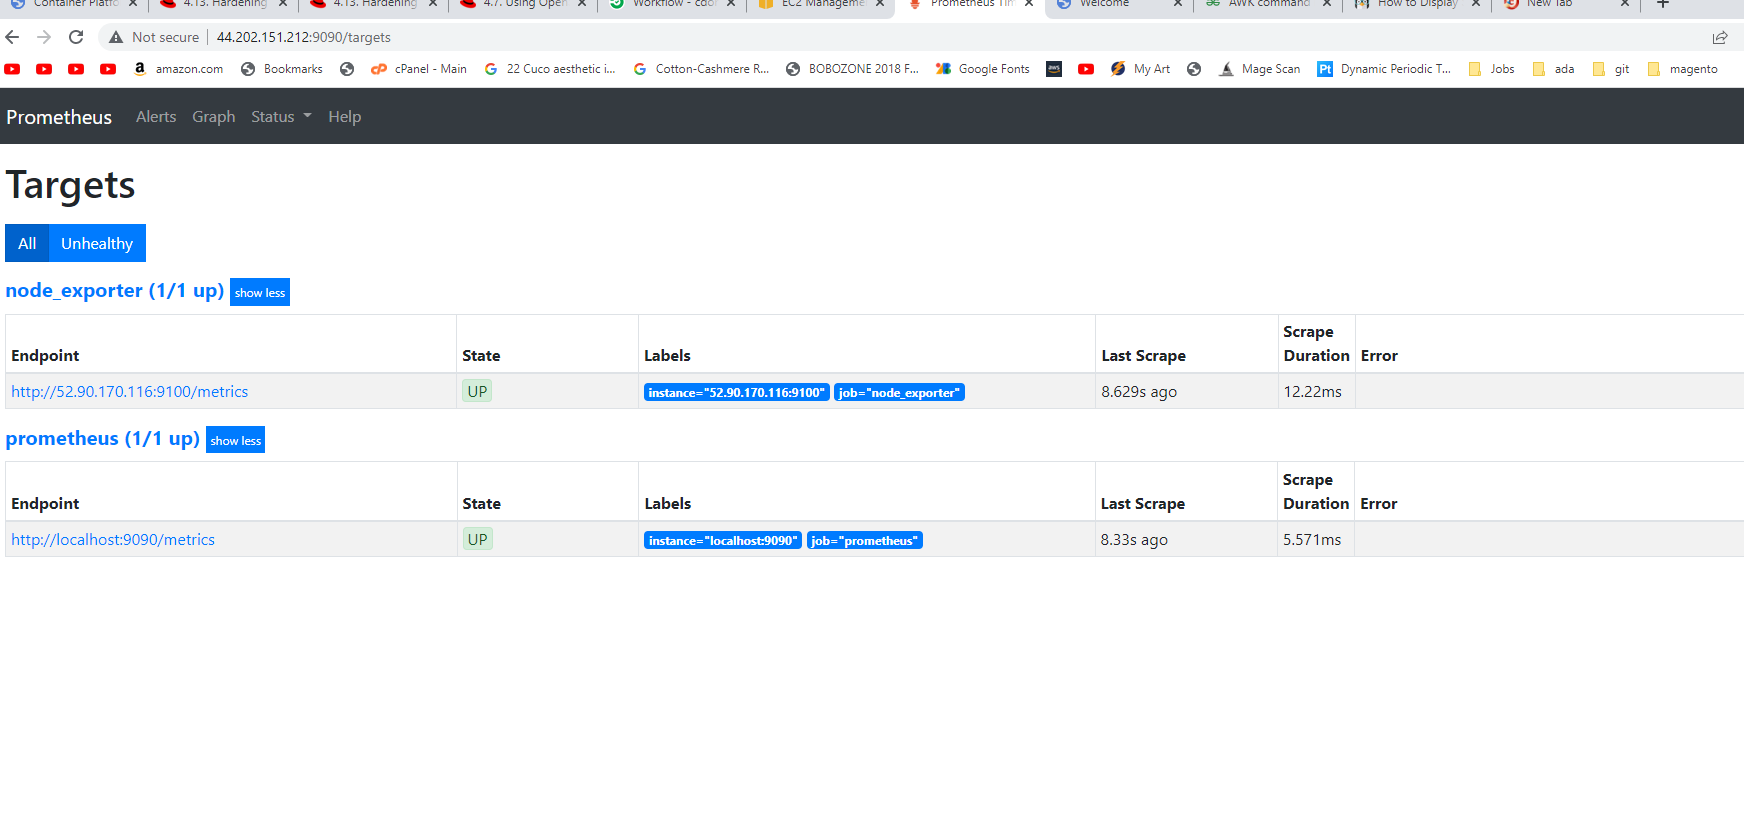 Container Platfo 4.13. Hardening 4.13. Hardening 4.7. Using Open Workflow - cdor EC2 Manageme Prometheus Tim Welcome AWK command How to Display New Tab
Not secure 44.202.151.212:9090/targets
amazon.com Bookmarks cPanel - Main 22 Cuco aesthetic i... Cotton-Cashmere R... BOBOZONE 2018 F... Google Fonts aws My Art Mage Scan Pt Dynamic Periodic T... Jobs ada git magento
Prometheus Alerts Graph Status Help
Targets
All Unhealthy
node_exporter (1/1 up) show less
Endpoint State Labels Last Scrape Scrape Duration Error
http://52.90.170.116:9100/metrics UP instance="52.90.170.116:9100" job="node_exporter" 8.629s ago 12.22ms
prometheus (1/1 up) show less
Endpoint State Labels Last Scrape Scrape Duration Error
http://localhost:9090/metrics UP instance="localhost:9090" job="prometheus" 8.33s ago 5.571ms